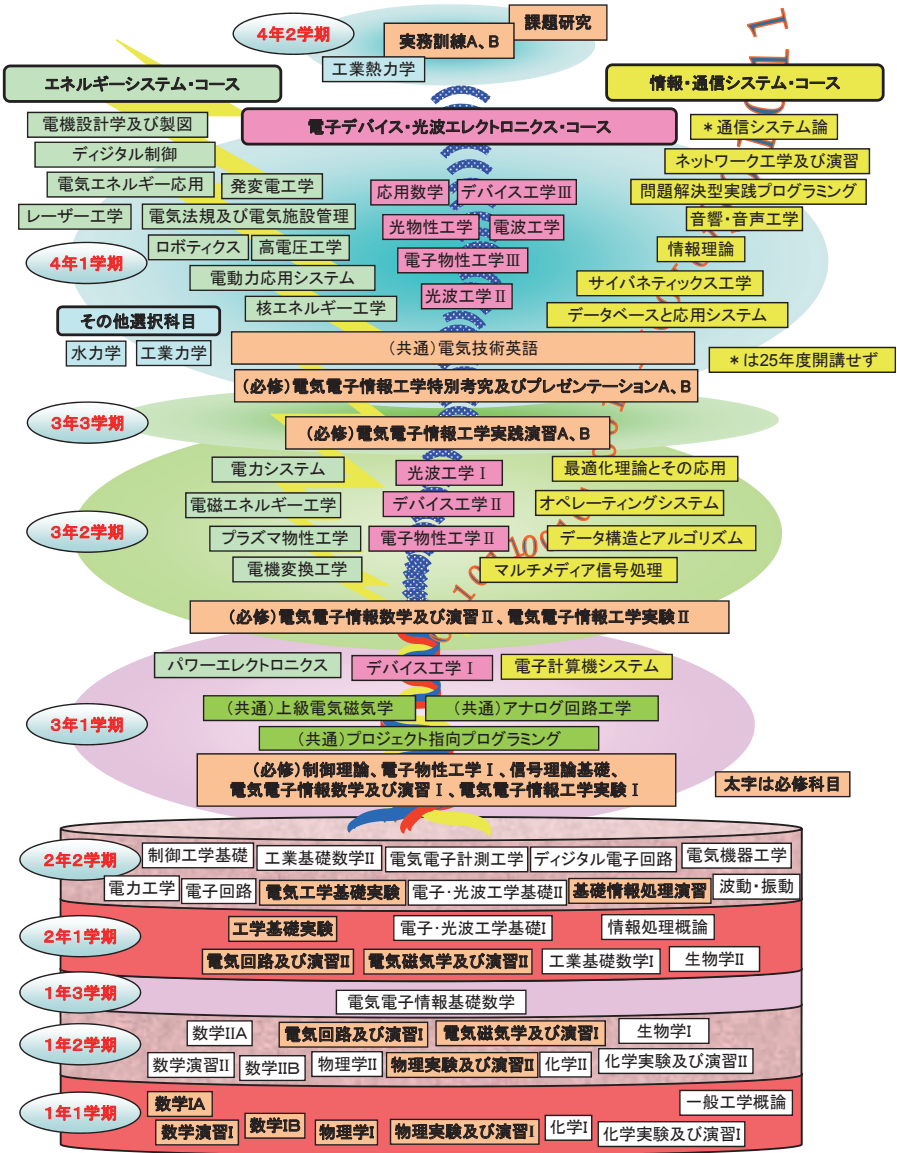 4年2学期
課題研究
実務訓練A、B
工業熱力学
エネルギーシステム・コース
情報・通信システム・コース
電子デバイス・光波エレクトロニクス・コース
電機設計学及び製図
＊通信システム論
ディジタル制御
ネットワーク工学及び演習
電気エネルギー応用
発変電工学
応用数学
デバイス工学Ⅲ
問題解決型実践プログラミング
レーザー工学
電気法規及び電気施設管理
光物性工学
電波工学
音響・音声工学
4年1学期
ロボティクス
高電圧工学
電子物性工学Ⅲ
情報理論
電動力応用システム
光波工学Ⅱ
サイバネティックス工学
核エネルギー工学
データベースと応用システム
その他選択科目
水力学
工業力学
（共通）電気技術英語
＊は25年度開講せず
（必修）電気電子情報工学特別考究及びプレゼンテーションA、B
3年3学期
（必修）電気電子情報工学実践演習A、B
電力システム
光波工学Ⅰ
最適化理論とその応用
3年2学期
電磁エネルギー工学
デバイス工学Ⅱ
オペレーティングシステム
プラズマ物性工学
電子物性工学Ⅱ
データ構造とアルゴリズム
電機変換工学
マルチメディア信号処理
（必修）電気電子情報数学及び演習Ⅱ、電気電子情報工学実験Ⅱ
パワーエレクトロニクス
デバイス工学Ⅰ
電子計算機システム
3年1学期
（共通）上級電気磁気学
（共通）アナログ回路工学
（共通）プロジェクト指向プログラミング
（必修）制御理論、電子物性工学Ⅰ、信号理論基礎、
電気電子情報数学及び演習Ⅰ、電気電子情報工学実験Ⅰ
太字は必修科目
2年2学期
制御工学基礎
工業基礎数学II
電気電子計測工学
ディジタル電子回路
電気機器工学
電力工学
電子回路
電気工学基礎実験
電子・光波工学基礎II
基礎情報処理演習
波動・振動
2年1学期
工学基礎実験
電子・光波工学基礎I
情報処理概論
電気回路及び演習II
電気磁気学及び演習II
工業基礎数学I
生物学II
1年3学期
電気電子情報基礎数学
1年2学期
数学IIA
電気回路及び演習I
電気磁気学及び演習I
生物学I
数学演習II
数学IIB
物理学II
物理実験及び演習II
化学II
化学実験及び演習II
1年1学期
数学IA
一般工学概論
数学演習I
数学IB
物理学I
物理実験及び演習I
化学I
化学実験及び演習I